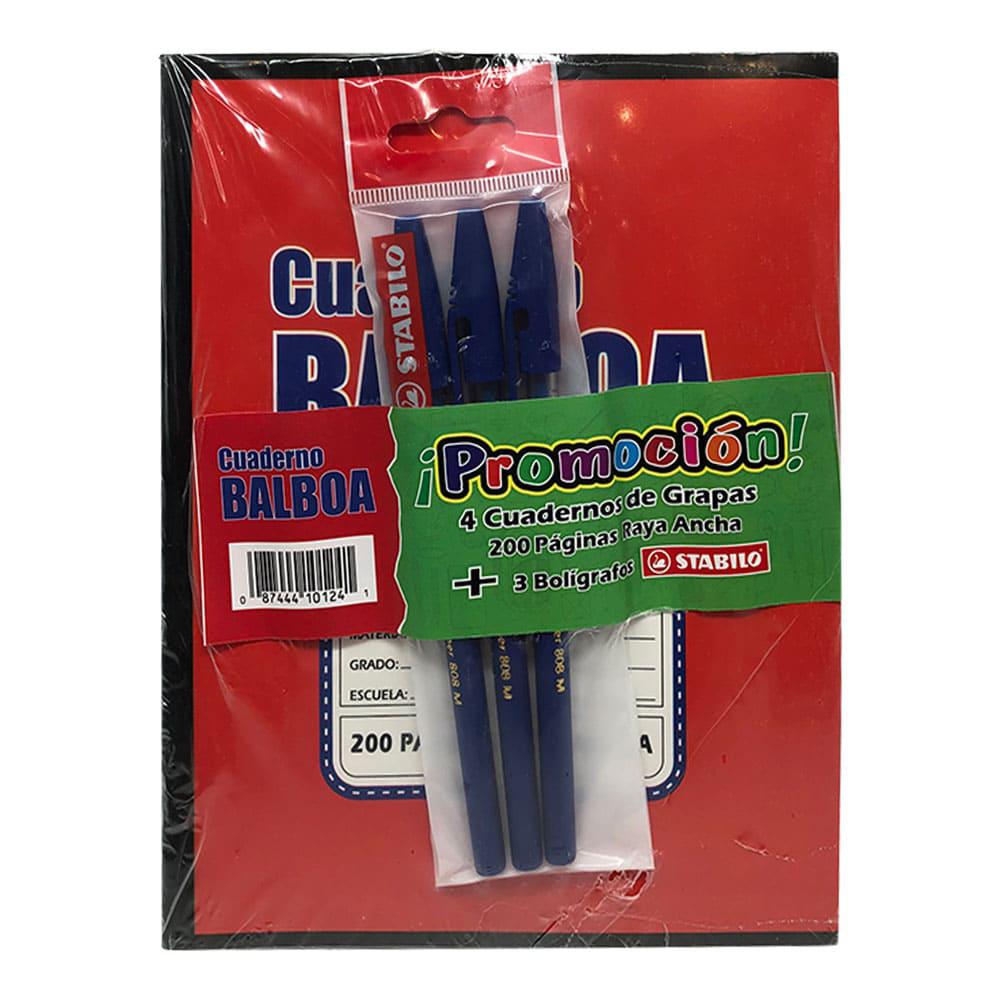 STABILO®
Cuaderno
BALBOA
0 87444 10124 1
¡Promoción!
4 Cuadernos de Grapas
200 Páginas Raya Ancha
+ 3 Bolígrafos STABILO®
GRADO:
ESCUELA:
200
808 M
808 M
808 M